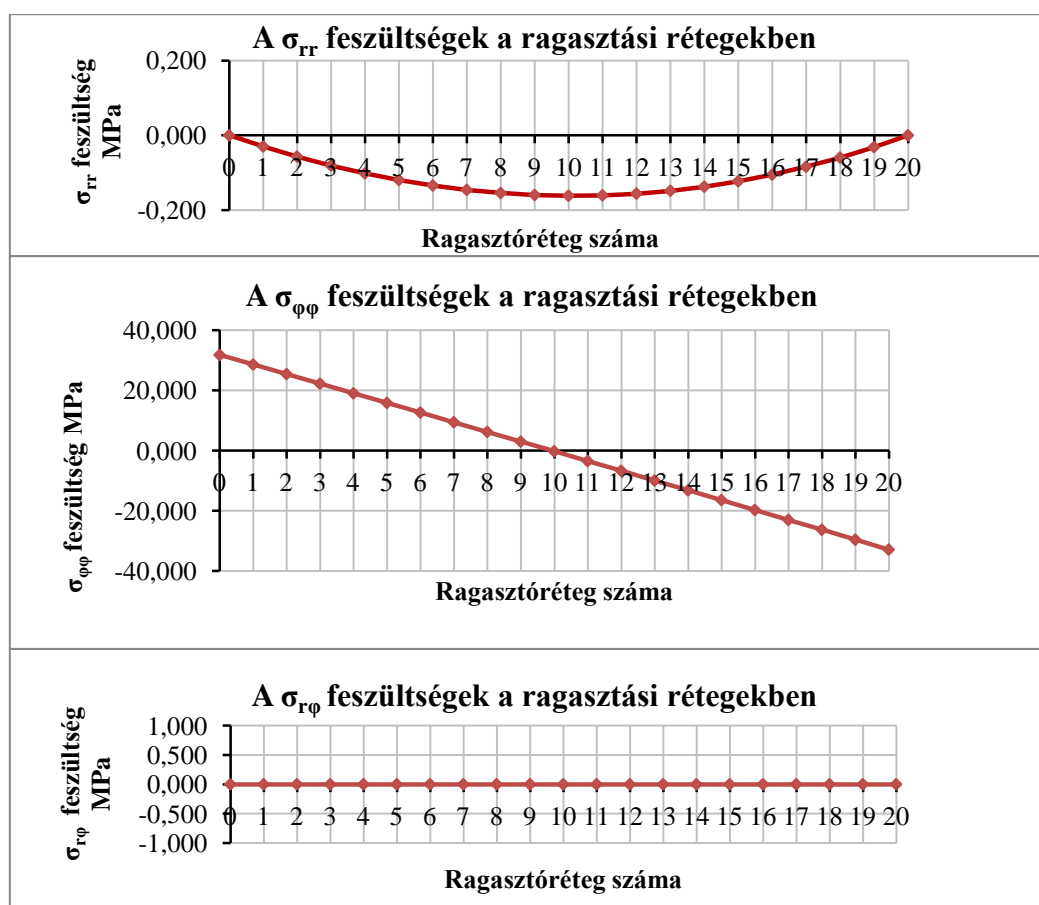 A σrr feszültségek a ragasztási rétegekben
σrr feszültség
MPa
0,200
0,000
-0,200
0 1 2 3 4 5 6 7 8 9 10 11 12 13 14 15 16 17 18 19 20
Ragasztóréteg száma
A σφφ feszültségek a ragasztási rétegekben
σφφ feszültség MPa
40,000
20,000
0,000
-20,000
-40,000
0 1 2 3 4 5 6 7 8 9 10 11 12 13 14 15 16 17 18 19 20
Ragasztóréteg száma
A σrφ feszültségek a ragasztási rétegekben
σrφ feszültség
MPa
1,000
0,500
0,000
-0,500
-1,000
0 1 2 3 4 5 6 7 8 9 10 11 12 13 14 15 16 17 18 19 20
Ragasztóréteg száma